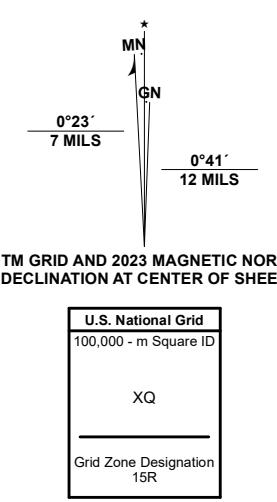 ★
MN
GN
0°23´
7 MILS
0°41´
12 MILS
TM GRID AND 2023 MAGNETIC NOR
DECLINATION AT CENTER OF SHEE
U.S. National Grid
100,000 - m Square ID
XQ
Grid Zone Designation
15R